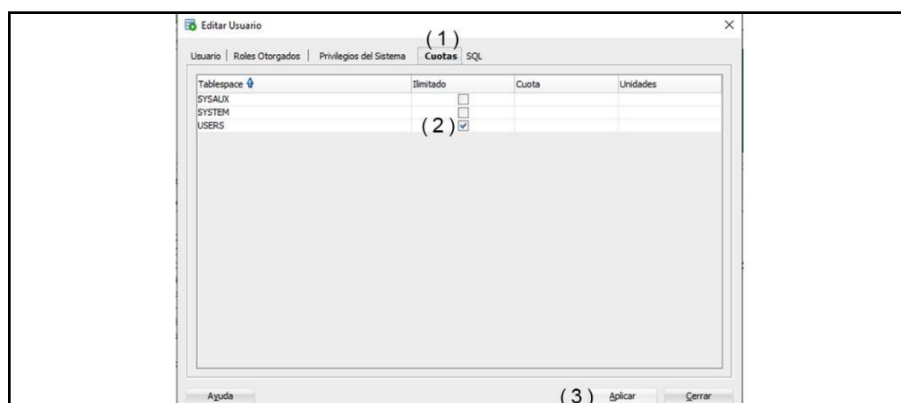 Editar Usuario
(1)
Usuario | Roles Otorgados | Privilegios del Sistema Cuotas SQL
Tablespace Ilimitado Cuota Unidades
SYSAUX
SYSTEM
USERS (2)
Ayuda (3) Aplicar Cerrar